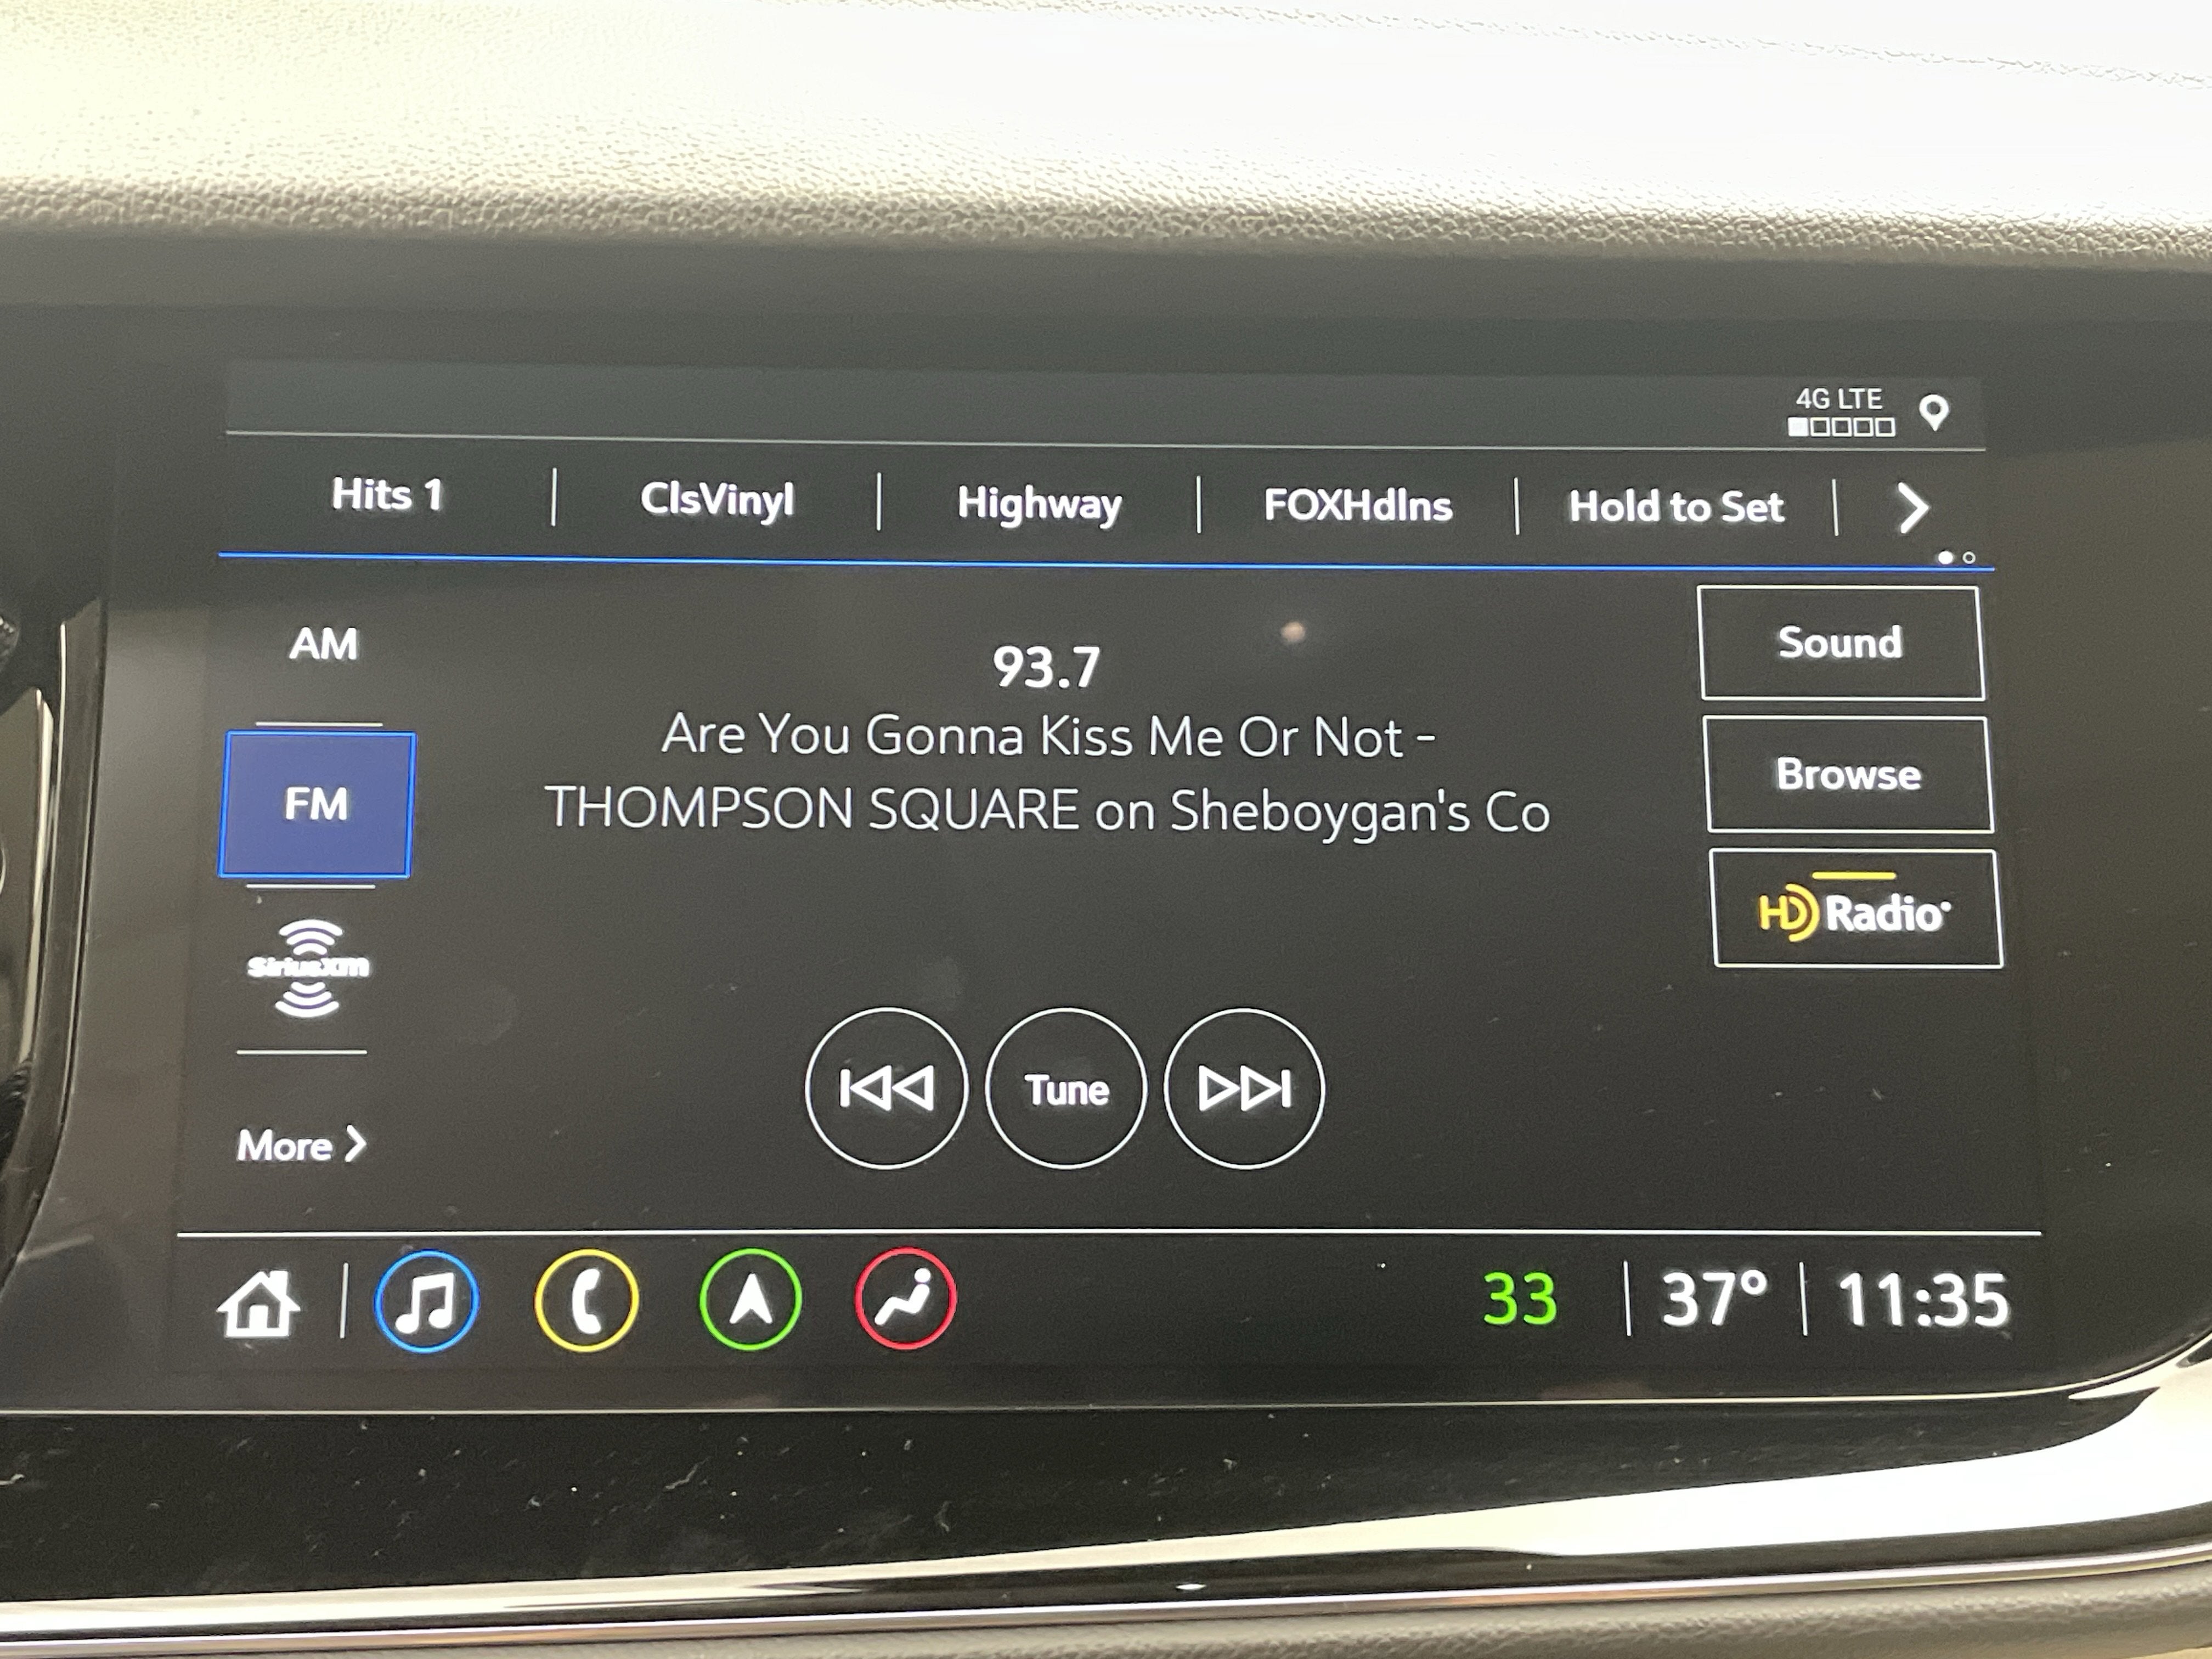 4G LTE
Hits 1
ClsVinyl
Highway
FOXHdlns
Hold to Set
AM
93.7
Sound
Are You Gonna Kiss Me Or Not -
THOMPSON SQUARE on Sheboygan's Co
Browse
FM
HD Radio
SiriusXM
Tune
More
33
37°
11:35